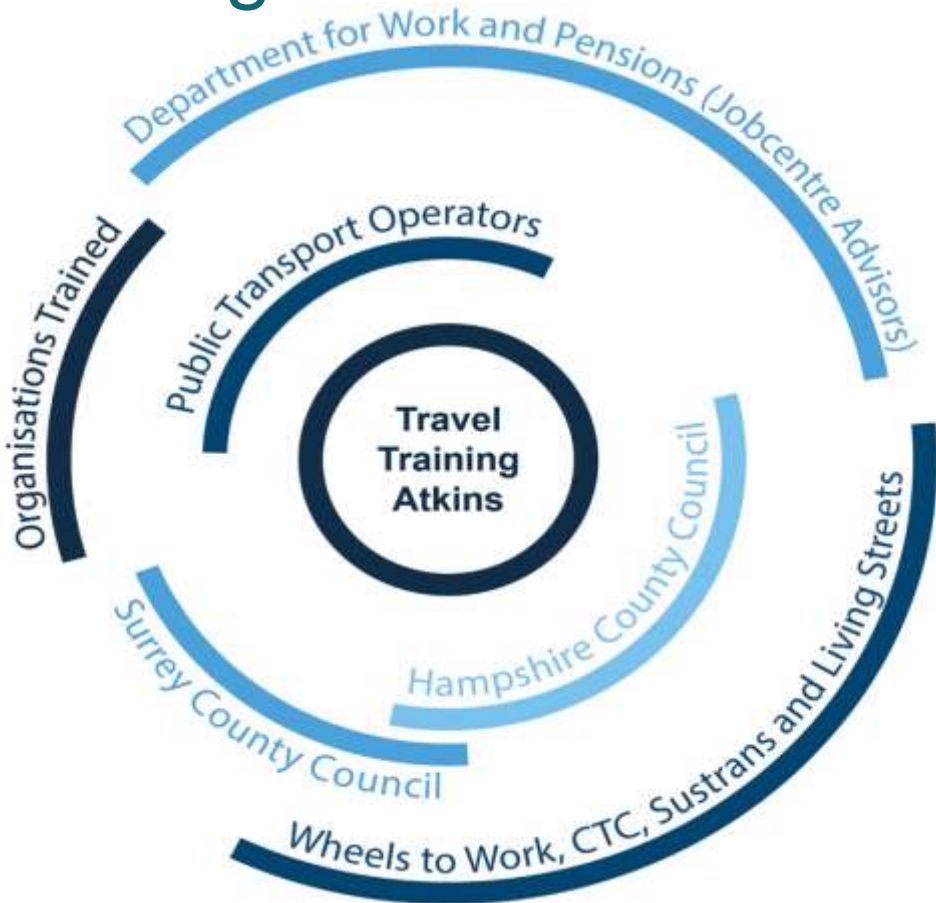 Department for Work and Pensions (Jobcentre Advisors)
Public Transport Operators
Organisations Trained
Travel
Training
Atkins
Hampshire County Council
Surrey County Council
Wheels to Work, CTC, Sustrans and Living Streets